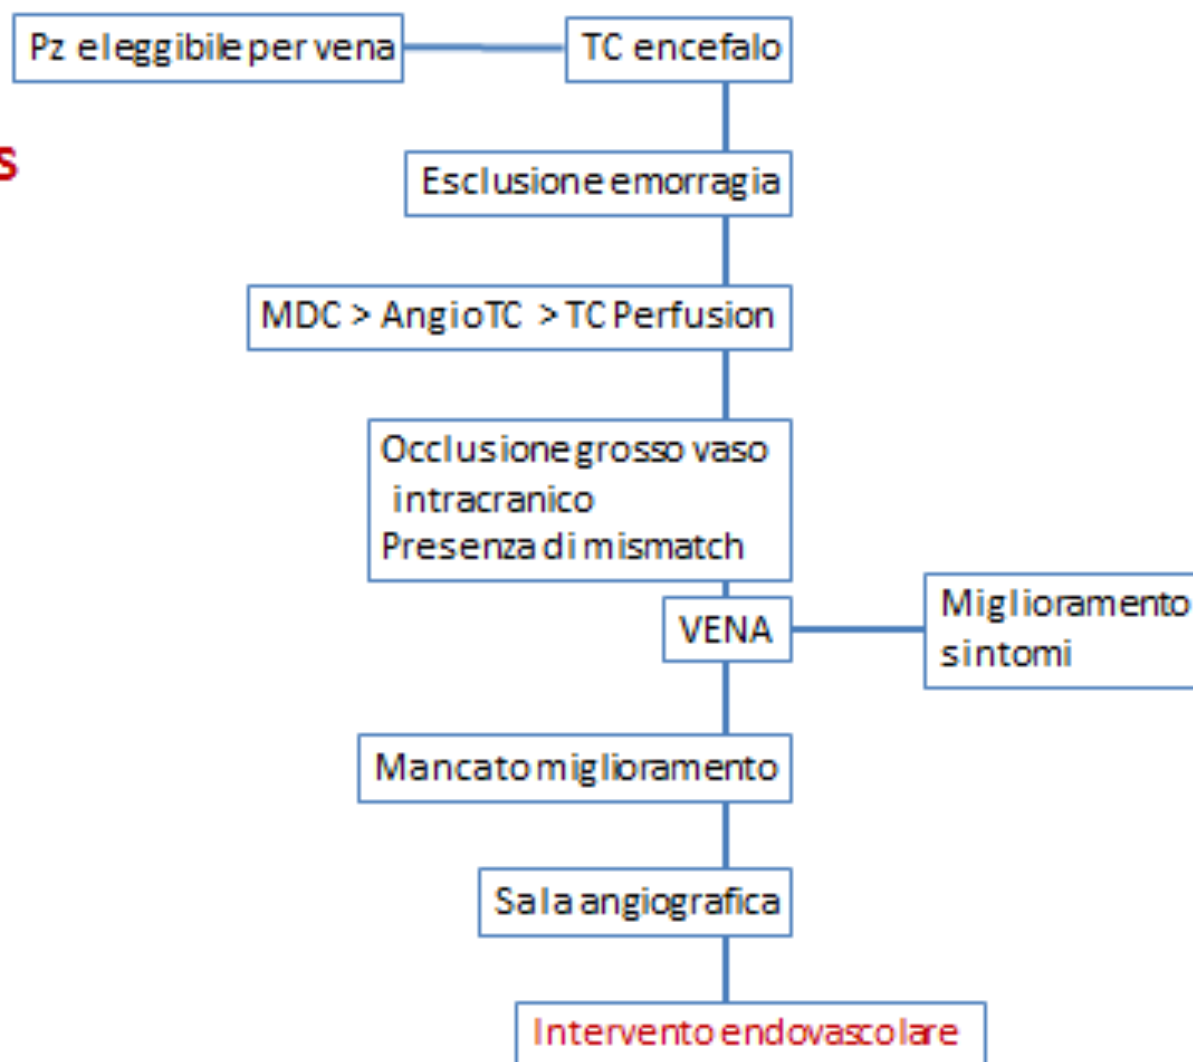 Pz eleggibile per vena
TC encefalo
s
Esclusione emorragia
MDC > AngioTC > TC Perfusion
Occlusione grosso vaso
intracranico
Presenza di mismatch
VENA
Miglioramento
sintomi
Mancato miglioramento
Sala angiografica
Intervento endovascolare